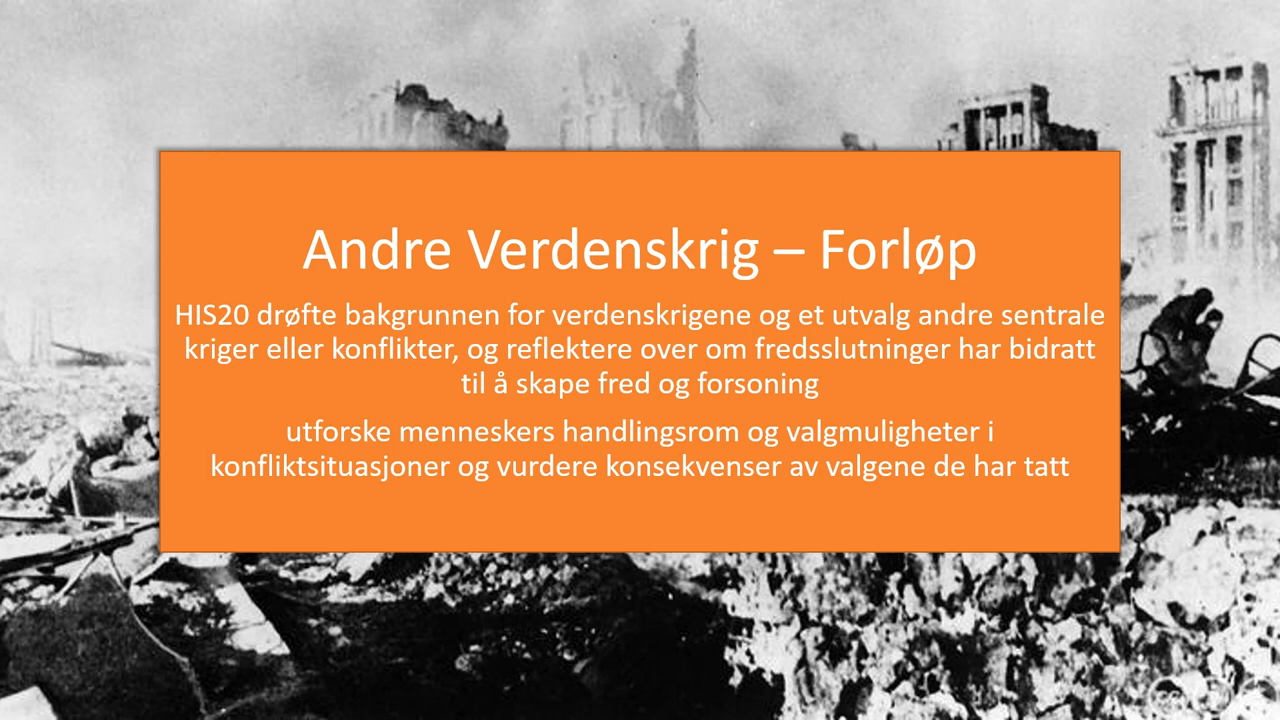 Andre Verdenskrig – Forløp
HIS20 drøfte bakgrunnen for verdenskrigene og et utvalg andre sentrale
kriger eller konflikter, og reflektere over om fredsslutninger har bidratt
til å skape fred og forsoning
utforske menneskers handlingsrom og valgmuligheter i
konfliktsituasjoner og vurdere konsekvenser av valgene de har tatt